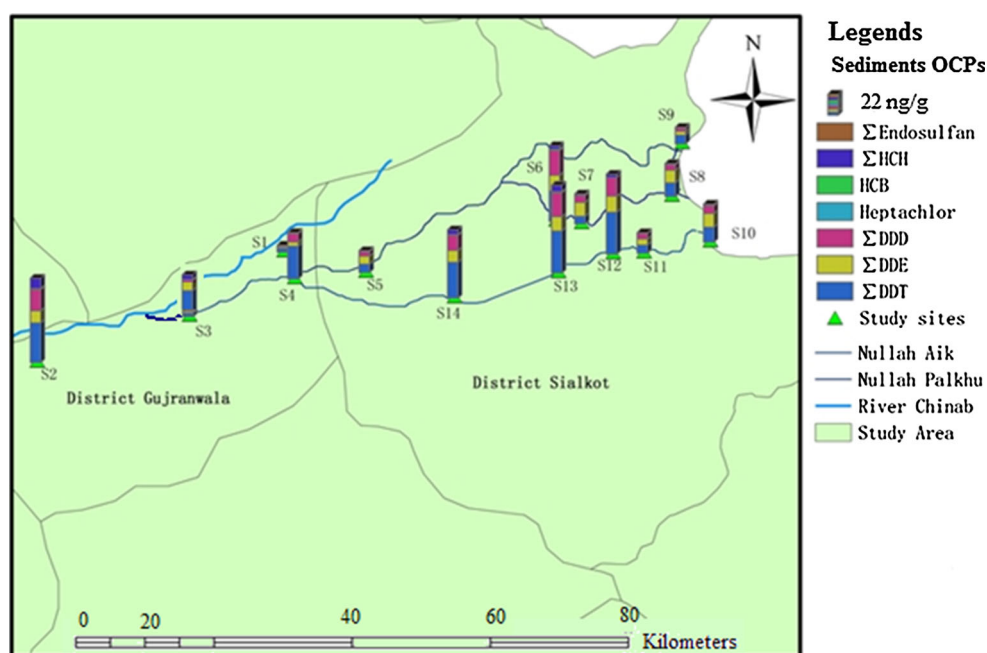 Legends
Sediments OCPs
22 ng/g
ΣEndosulfan
ΣHCH
HCB
Heptachlor
ΣDDD
ΣDDE
ΣDDT
Study sites
Nullah Aik
Nullah Palkhu
River Chinab
Study Area
N
S9
S6
S7
S8
S1
S10
S12
S11
S5
S4
S13
S14
S3
S2
District Gujranwala
District Sialkot
0 20 40 60 80
Kilometers